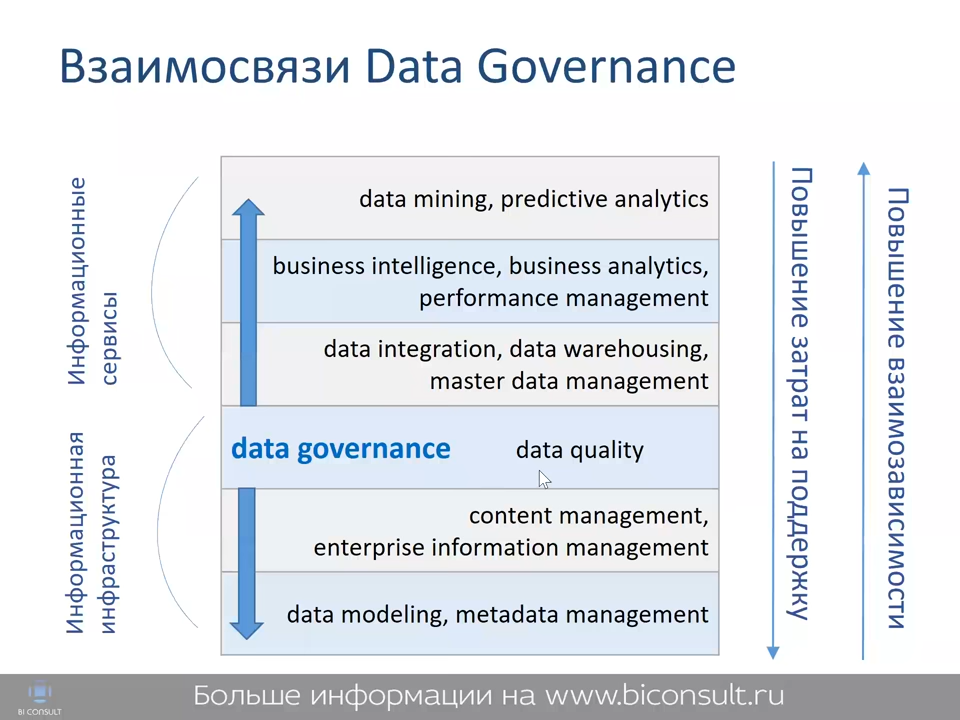 Взаимосвязи Data Governance
Информационные
сервисы
Информационная
инфраструктура
data mining, predictive analytics
business intelligence, business analytics,
performance management
data integration, data warehousing,
master data management
data governance
data quality
content management,
enterprise information management
data modeling, metadata management
Повышение затрат на поддержку
Повышение взаимозависимости
BI CONSULT
Больше информации на www.biconsult.ru